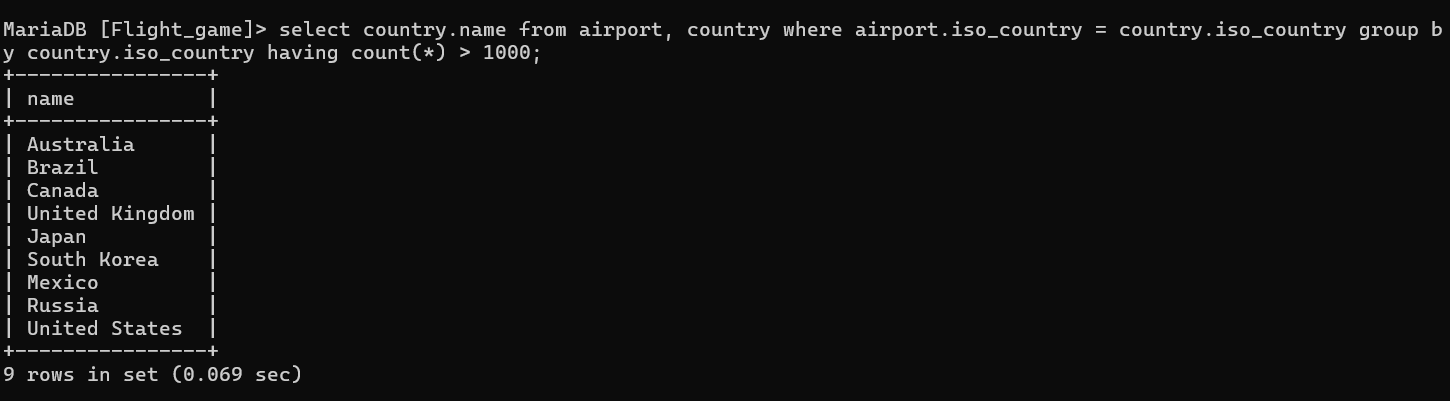 MariaDB [Flight_game]> select country.name from airport, country where airport.iso_country = country.iso_country group b
y country.iso_country having count(*) > 1000;
+----------------+
| name           |
+----------------+
| Australia      |
| Brazil         |
| Canada         |
| United Kingdom |
| Japan          |
| South Korea    |
| Mexico         |
| Russia         |
| United States  |
+----------------+
9 rows in set (0.069 sec)